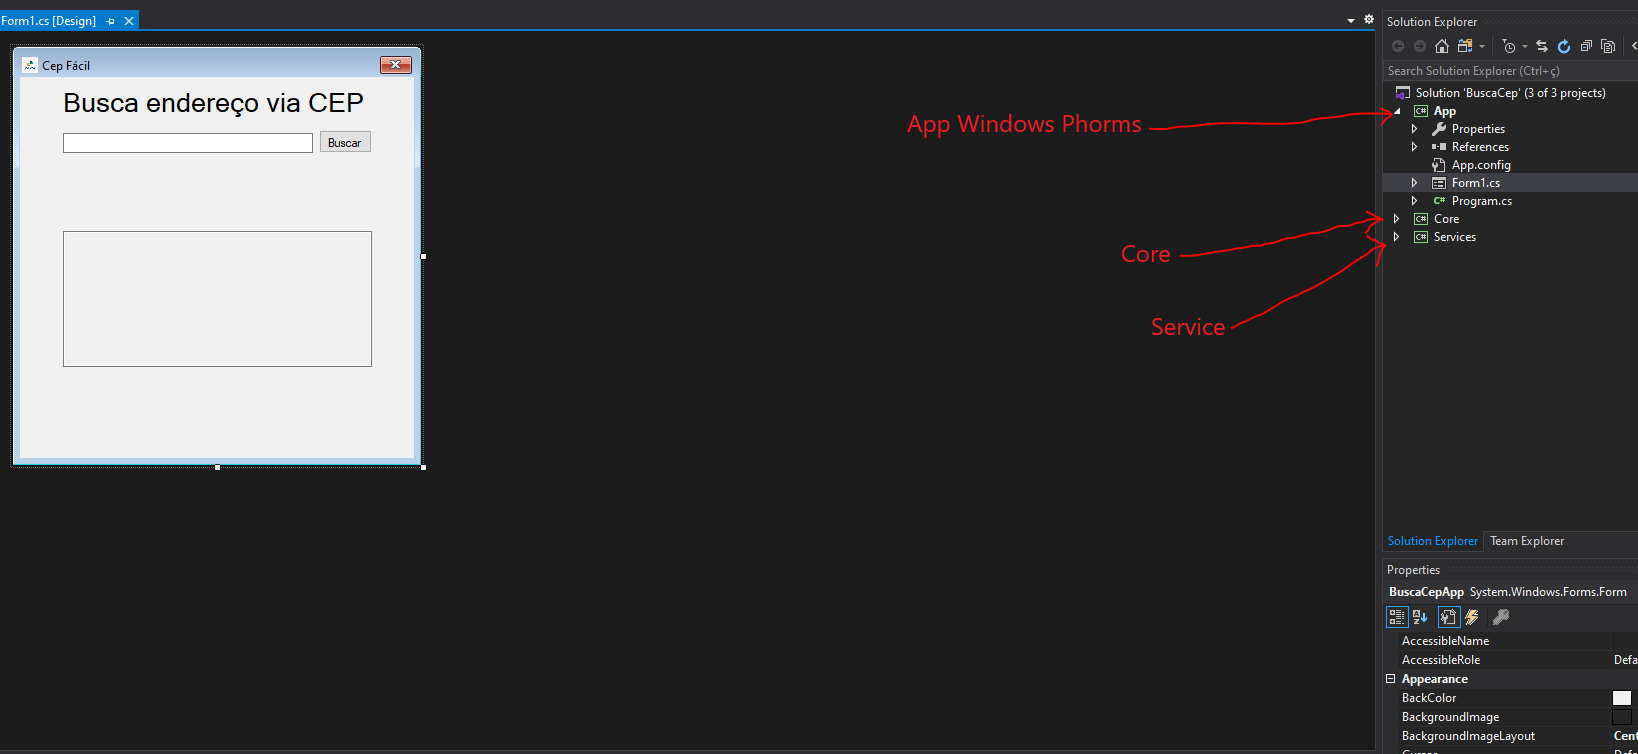 Form1.cs [Design]
Cep Fácil
Busca endereço via CEP
Buscar
App Windows Phorms
Core
Service
Solution Explorer
Search Solution Explorer (Ctrl+ç)
Solution 'BuscaCep' (3 of 3 projects)
App
Properties
References
App.config
Form1.cs
Program.cs
Core
Services
Solution Explorer
Team Explorer
Properties
BuscaCepApp System.Windows.Forms.Form
AccessibleName
AccessibleRole Defa
Appearance
BackColor
BackgroundImage
BackgroundImageLayout Cent